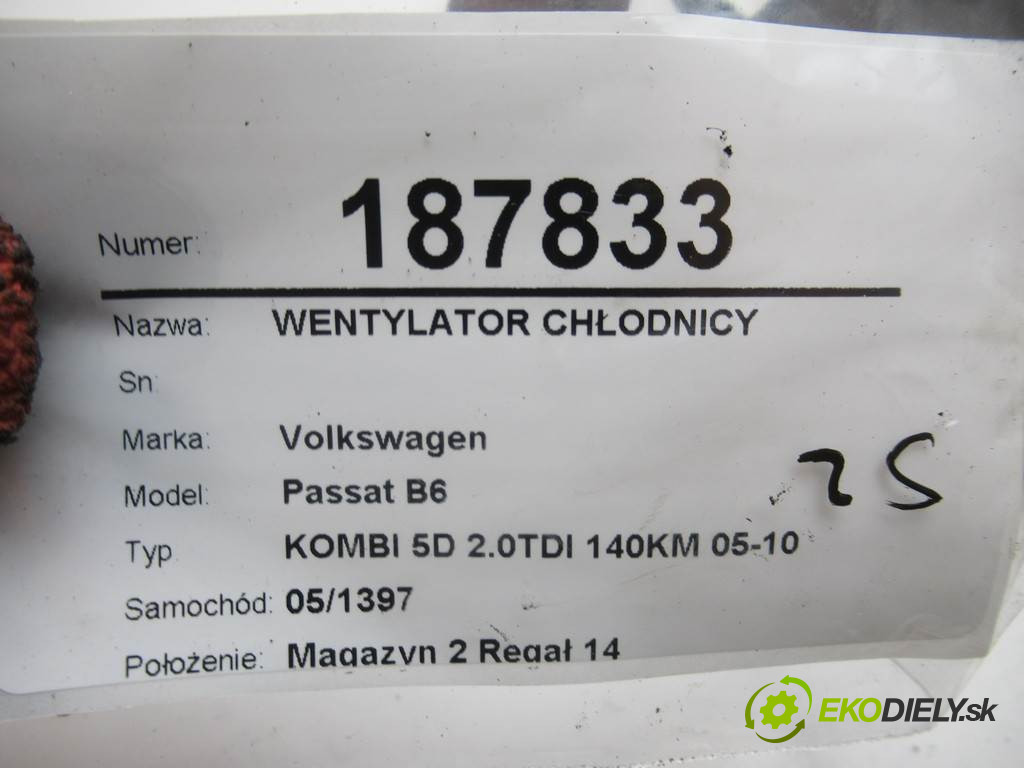 Numer: 187833
Nazwa: WENTYLATOR CHŁODNICY
Sn:
Marka: Volkswagen
Model: Passat B6
25
Typ KOMBI 5D 2.0TDI 140KM 05-10
Samochód: 05/1397
Położenie: Magazyn 2 Regał 14
EKODIELY.sk